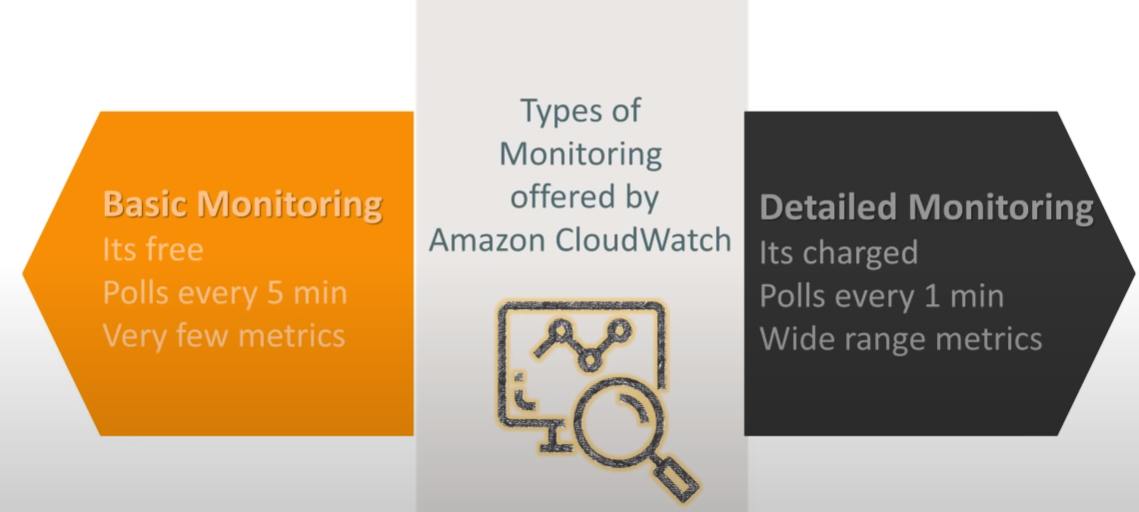 Basic Monitoring
Its free
Polls every 5 min
Very few metrics
Types of
Monitoring
offered by
Amazon CloudWatch
Detailed Monitoring
Its charged
Polls every 1 min
Wide range metrics